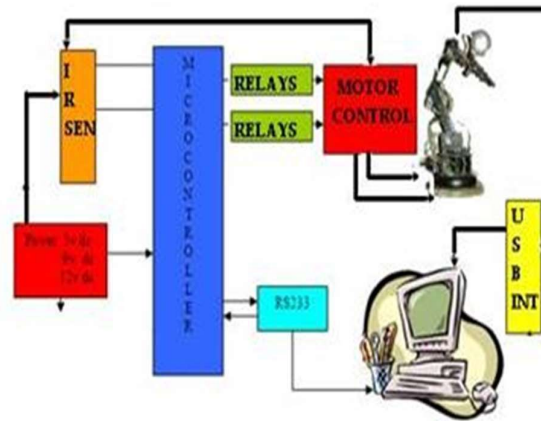 I
R
SEN
MICROCONTROLLER
RELAYS
RELAYS
MOTOR
CONTROL
Power 5v dc
9v dc
12v dc
RS233
U
S
B
INT